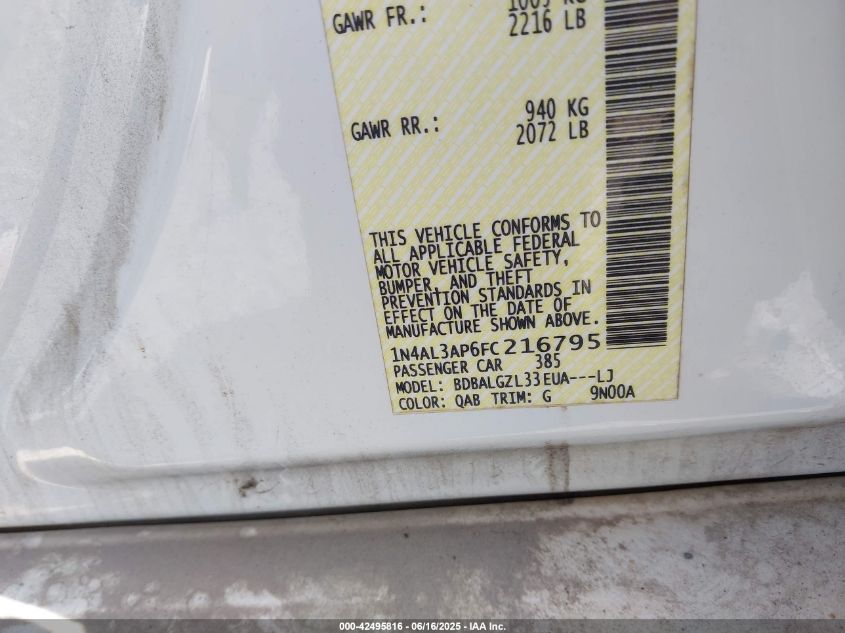 GAWR FR.: 2216 LB
GAWR RR.: 940 KG
2072 LB
THIS VEHICLE CONFORMS TO
ALL APPLICABLE FEDERAL
MOTOR VEHICLE SAFETY,
BUMPER, AND THEFT
PREVENTION STANDARDS IN
EFFECT ON THE DATE OF
MANUFACTURE SHOWN ABOVE.
1N4AL3AP6FC216795
PASSENGER CAR 385
MODEL: BDBALGZL33EUA---LJ
COLOR: QAB TRIM: G 9N00A
000-42495816 - 06/16/2025 - IAA Inc.